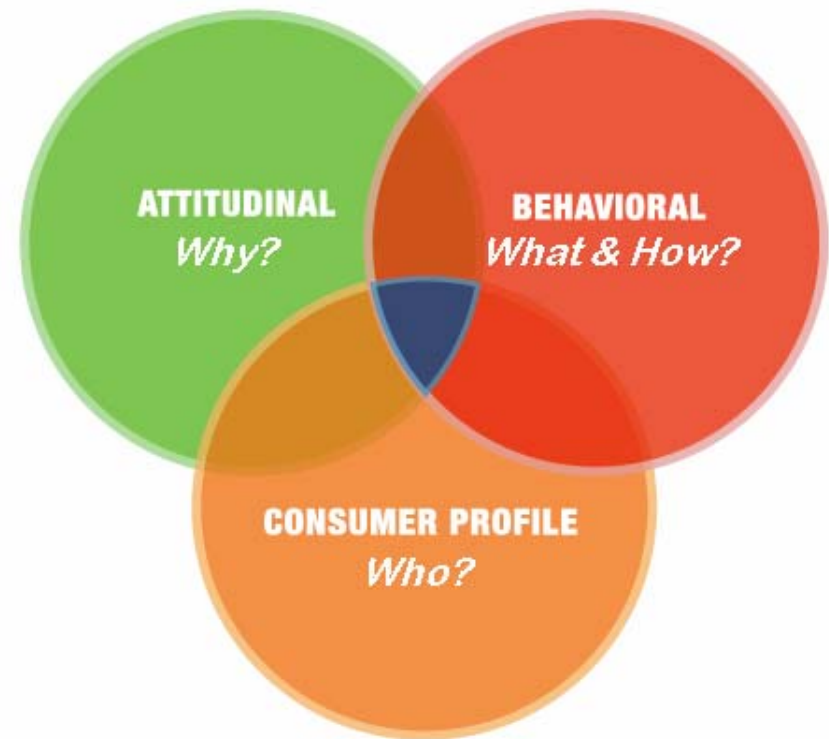 ATTITUDINAL
Why?
BEHAVIORAL
What & How?
CONSUMER PROFILE
Who?